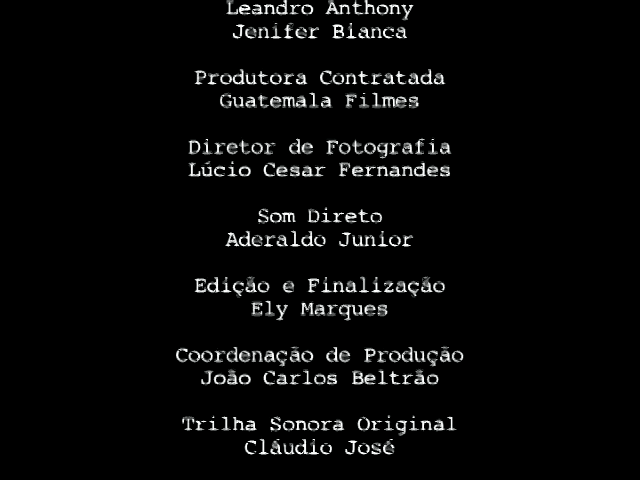 Leandro Anthony
Jenifer Bianca
Produtora Contratada
Guatemala Filmes
Diretor de Fotografia
Lúcio Cesar Fernandes
Som Direto
Aderaldo Junior
Edição e Finalização
Ely Marques
Coordenação de Produção
João Carlos Beltrão
Trilha Sonora Original
Cláudio José